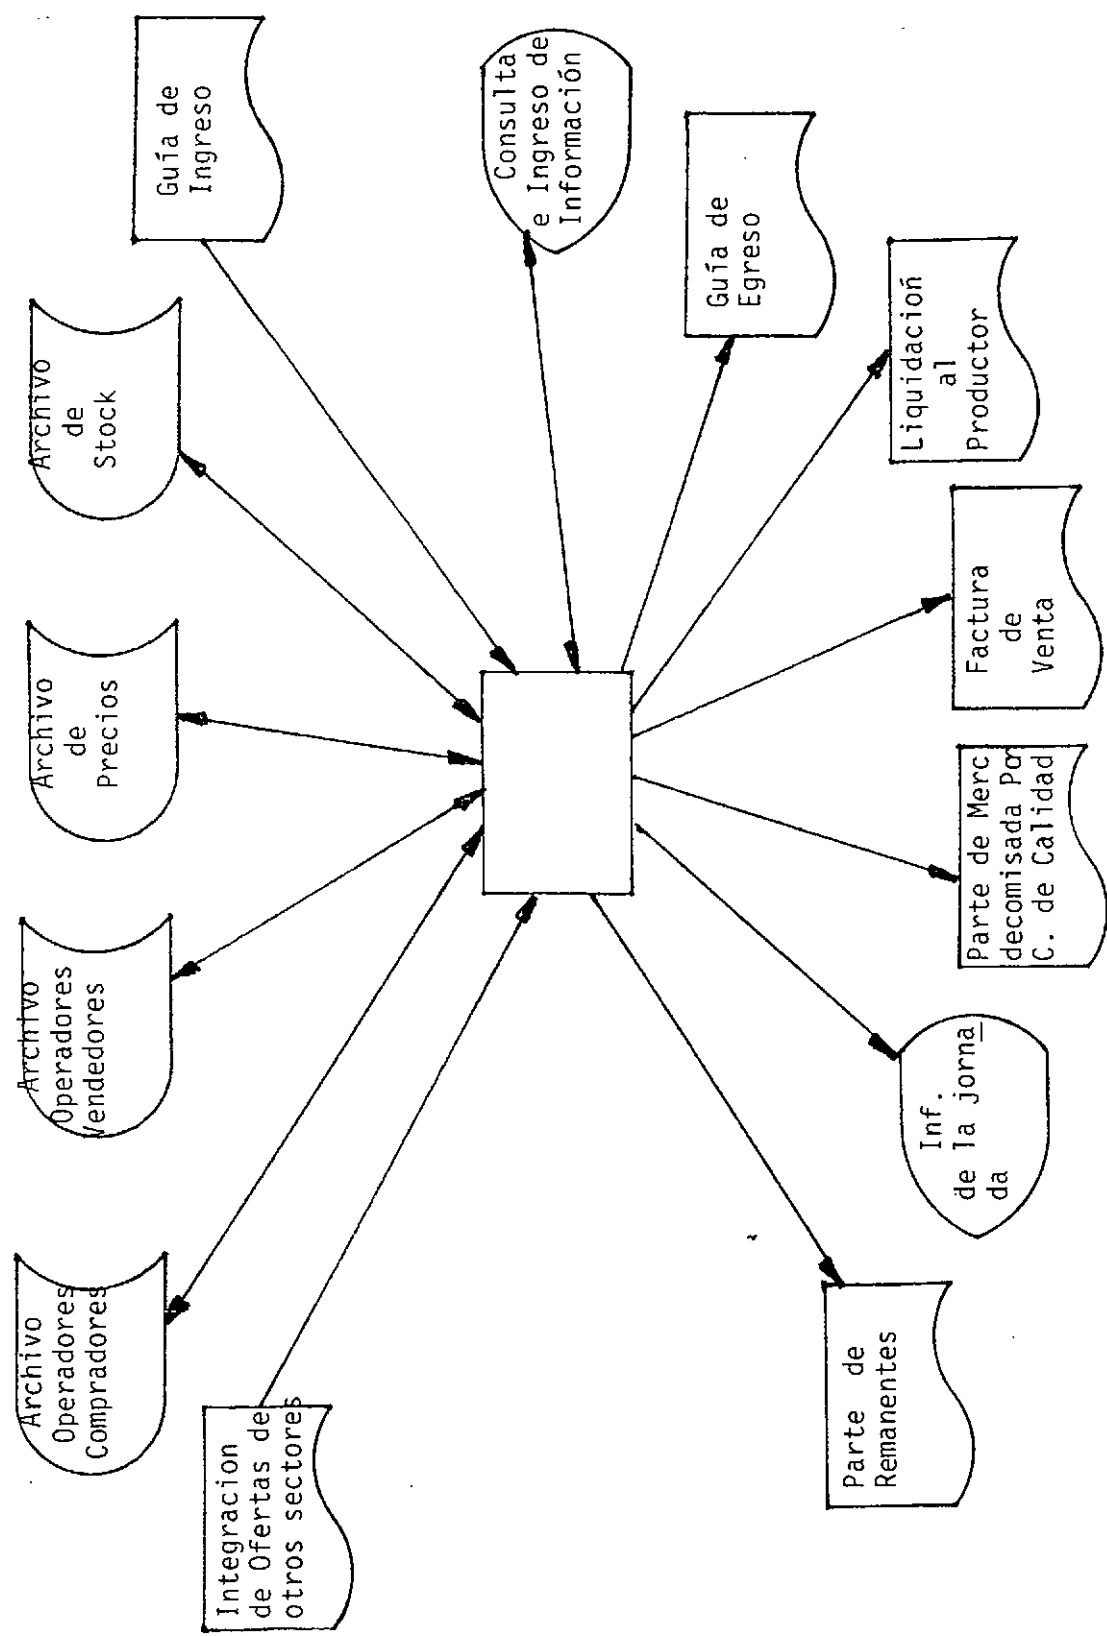 Integracion
de Ofertas de
otros sectores
Archivo
Operadores
Compradores
Archivo
Operadores
Vendedores
Archivo
de
Precios
Archivo
de
Stock
Guía de
Ingreso
Consulta
e Ingreso de
Información
Guía de
Egreso
Liquidación
al
Productor
Factura
de
Venta
Parte de Merc
decomisada Por
C. de Calidad
Inf.
de la jorna
da
Parte de
Remanentes